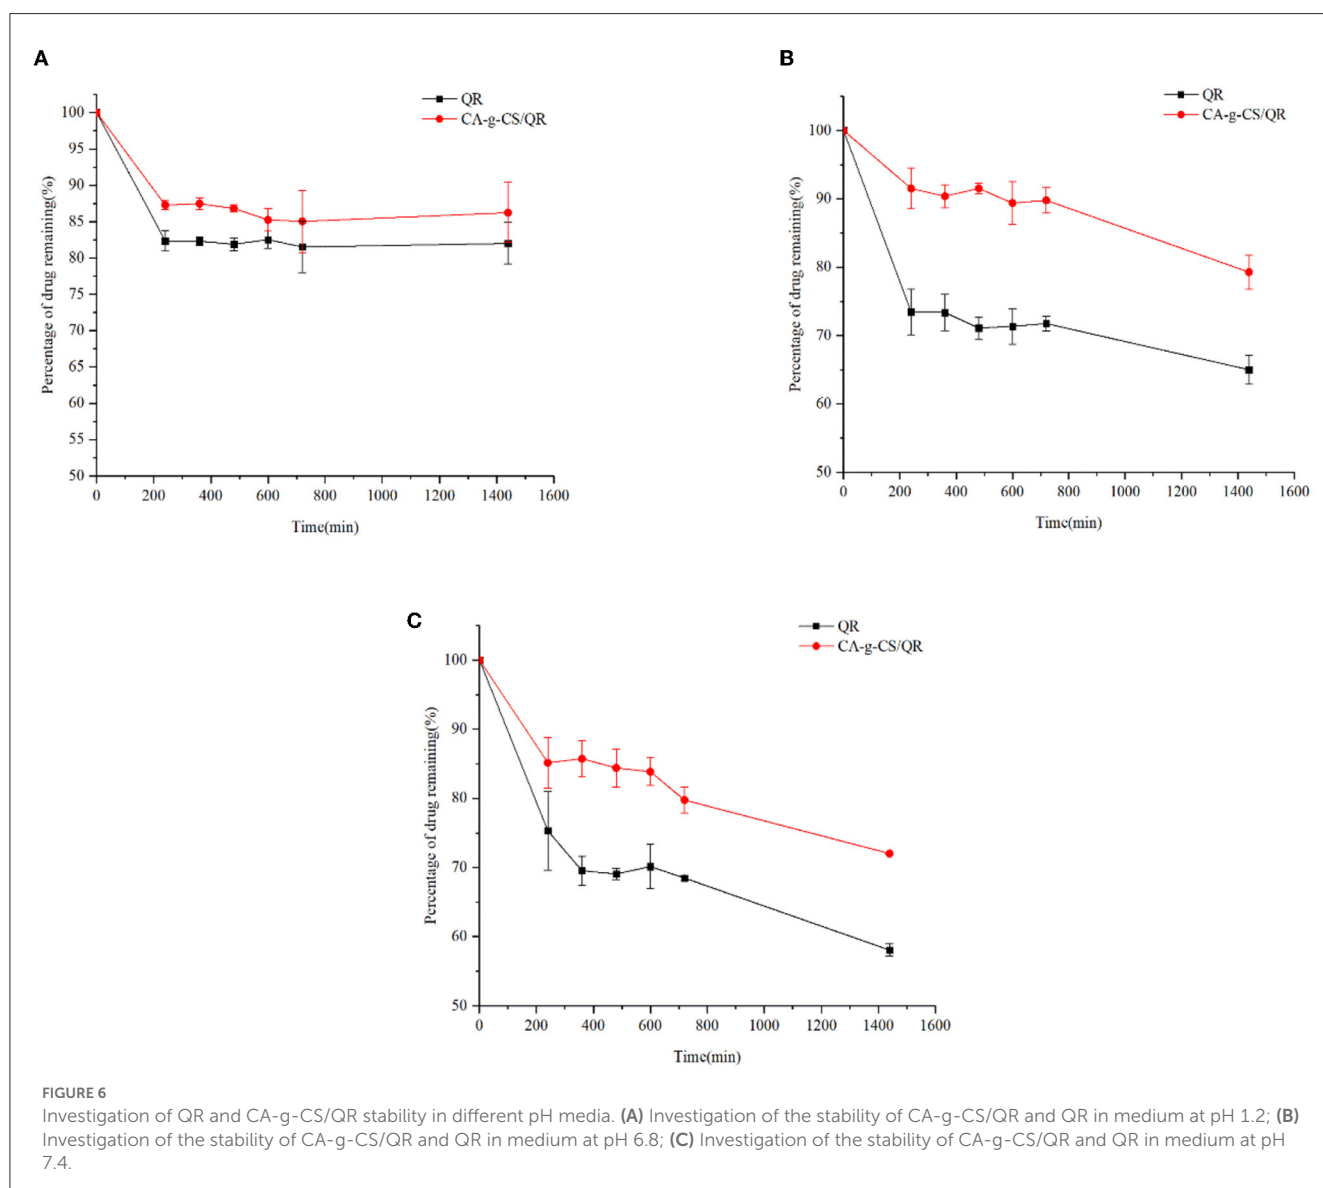 A
QR
CA-g-CS/QR
100
95
90
85
80
75
70
65
60
55
50
Percentage of drug remaining(%)
0 200 400 600 800 1000 1200 1400 1600
Time(min)
B
QR
CA-g-CS/QR
100
90
80
70
60
50
Percentage of drug remaining(%)
0 200 400 600 800 1000 1200 1400 1600
Time(min)
C
QR
CA-g-CS/QR
100
90
80
70
60
50
Percentage of drug remaining(%)
0 200 400 600 800 1000 1200 1400 1600
Time(min)
FIGURE 6
Investigation of QR and CA-g-CS/QR stability in different pH media. (A) Investigation of the stability of CA-g-CS/QR and QR in medium at pH 1.2; (B)
Investigation of the stability of CA-g-CS/QR and QR in medium at pH 6.8; (C) Investigation of the stability of CA-g-CS/QR and QR in medium at pH
7.4.